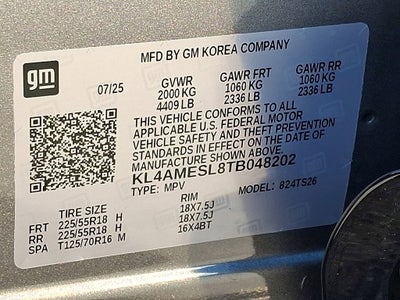 MFD BY GM KOREA COMPANY
gm
07/25 GVWR GAWR FRT GAWR RR
2000 KG 1060 KG 1060 KG
4409 LB 2336 LB 2336 LB
THIS VEHICLE CONFORMS TO ALL
APPLICABLE U.S. FEDERAL MOTOR
VEHICLE SAFETY AND THEFT PREVENTION
STANDARDS IN EFFECT ON THE DATE OF
MANUFACTURE SHOWN ABOVE.
KL4AMESL8TB048202
TYPE: MPV MODEL: 824TS26
TIRE SIZE RIM
FRT 225/55R18 H 18X7.5J
RR 225/55R18 H 18X7.5J
SPA T125/70R16 M 16X4BT